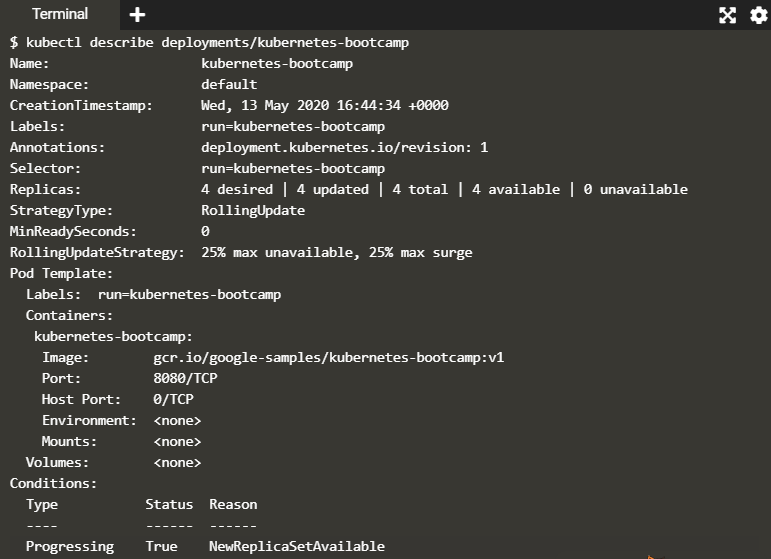 Terminal
$ kubectl describe deployments/kubernetes-bootcamp
Name:                   kubernetes-bootcamp
Namespace:              default
CreationTimestamp:      Wed, 13 May 2020 16:44:34 +0000
Labels:                 run=kubernetes-bootcamp
Annotations:            deployment.kubernetes.io/revision: 1
Selector:               run=kubernetes-bootcamp
Replicas:               4 desired | 4 updated | 4 total | 4 available | 0 unavailable
StrategyType:           RollingUpdate
MinReadySeconds:        0
RollingUpdateStrategy:  25% max unavailable, 25% max surge
Pod Template:
  Labels:  run=kubernetes-bootcamp
  Containers:
   kubernetes-bootcamp:
    Image:        gcr.io/google-samples/kubernetes-bootcamp:v1
    Port:         8080/TCP
    Host Port:    0/TCP
    Environment:  <none>
    Mounts:       <none>
  Volumes:        <none>
Conditions:
  Type           Status  Reason
  ----           ------  ------
  Progressing    True    NewReplicaSetAvailable